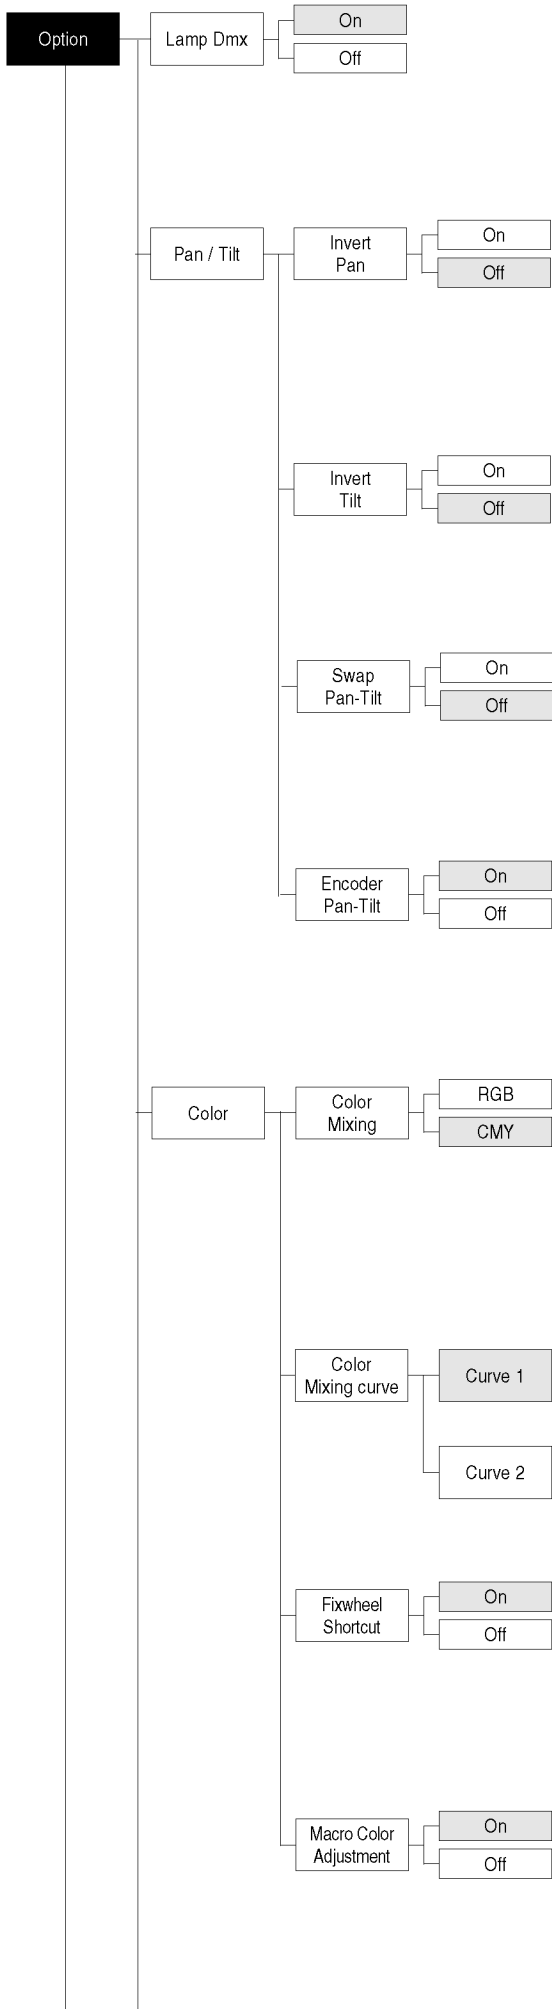 Option
Lamp Dmx
On
Off
Pan / Tilt
Invert
Pan
On
Off
Invert
Tilt
On
Off
Swap
Pan-Tilt
On
Off
Encoder
Pan-Tilt
On
Off
Color
Color
Mixing
RGB
CMY
Color
Mixing curve
Curve 1
Curve 2
Fixwheel
Shortcut
On
Off
Macro Color
Adjustment
On
Off